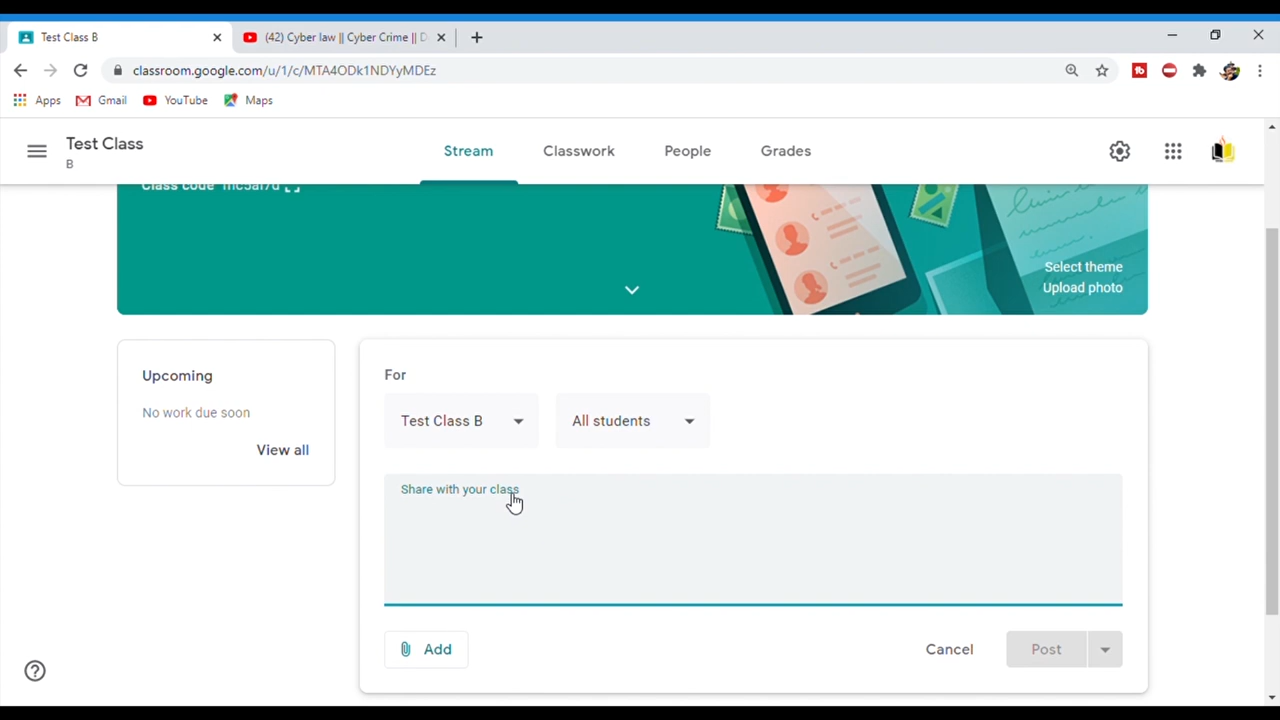 Test Class B
(42) Cyber law || Cyber Crime || D
classroom.google.com/u/1/c/MTA4ODk1NDYyMDEz
Apps Gmail YouTube Maps
Test Class
B
Stream Classwork People Grades
Class code
Select theme
Upload photo
Upcoming
No work due soon
View all
For
Test Class B
All students
Share with your class
Add
Cancel
Post